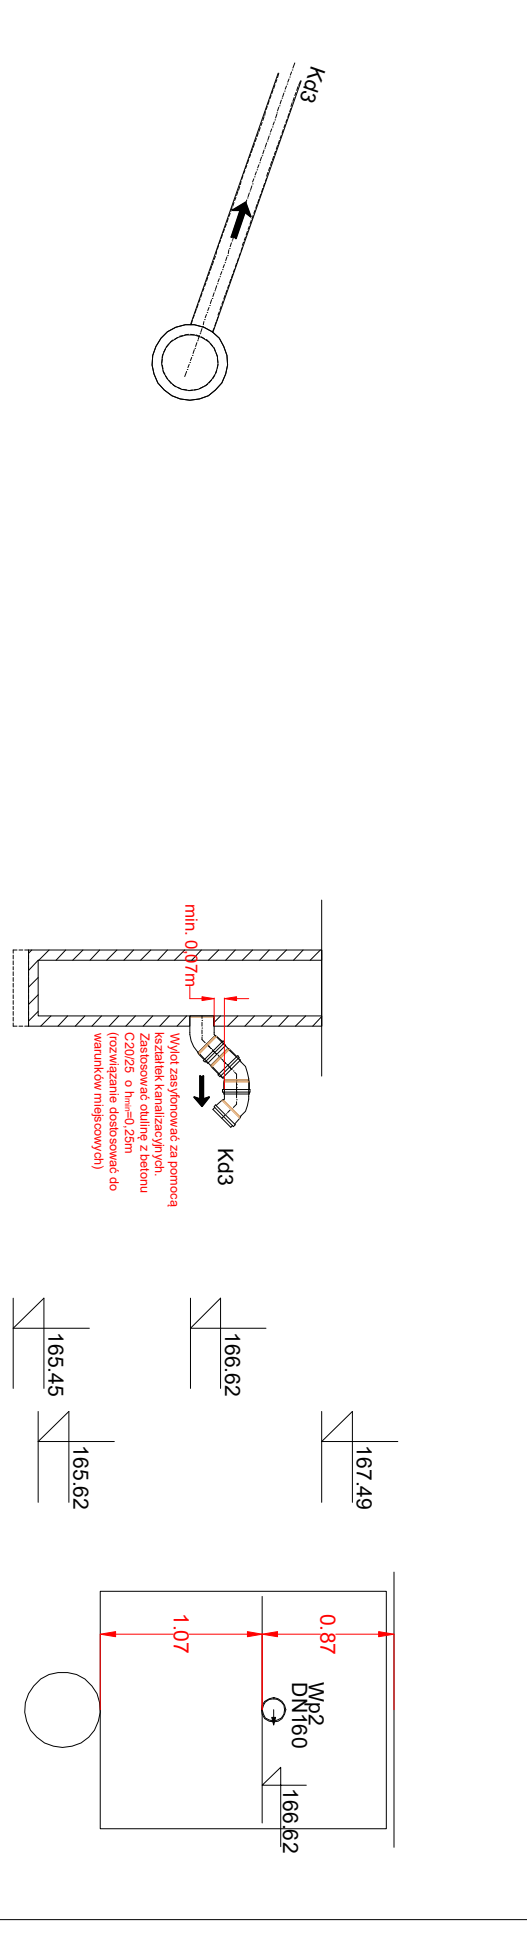 Kd3
min. 0,07m
Wylot zasyfonować za pomocą
kształtek kanalizacyjnych.
Zastosować otulinę z betonu
C20/25 o hmin=0,25m
(rozwiązanie dostosować do
warunków miejscowych)
Kd3
167.49
166.62
165.62
165.45
0.87
1.07
Wp2
DN160
166.62